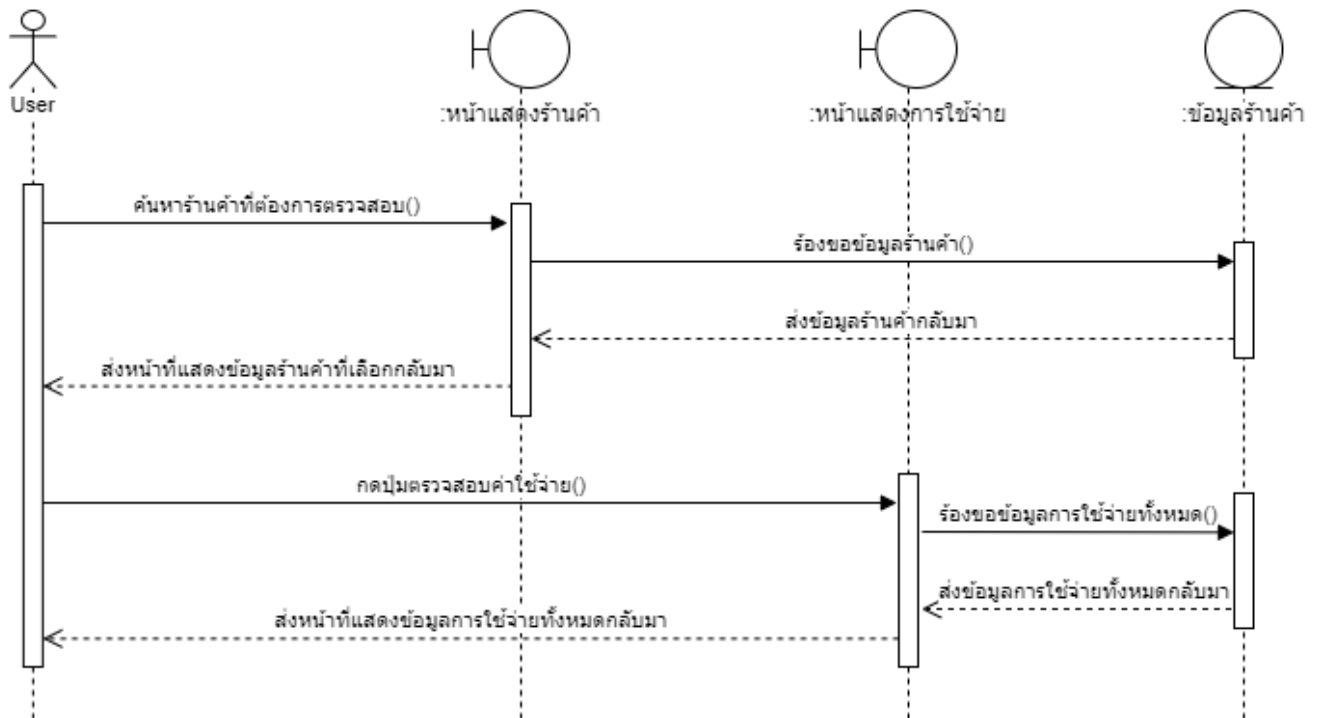 User
:หน้าแสดงร้านค้า
:หน้าแสดงการใช้จ่าย
:ข้อมูลร้านค้า
ค้นหาร้านค้าที่ต้องการตรวจสอบ()
ร้องขอข้อมูลร้านค้า()
ส่งข้อมูลร้านค้ากลับมา
ส่งหน้าที่แสดงข้อมูลร้านค้าที่เลือกกลับมา
กดปุ่มตรวจสอบค่าใช้จ่าย()
ร้องขอข้อมูลการใช้จ่ายทั้งหมด()
ส่งข้อมูลการใช้จ่ายทั้งหมดกลับมา
ส่งหน้าที่แสดงข้อมูลการใช้จ่ายทั้งหมดกลับมา